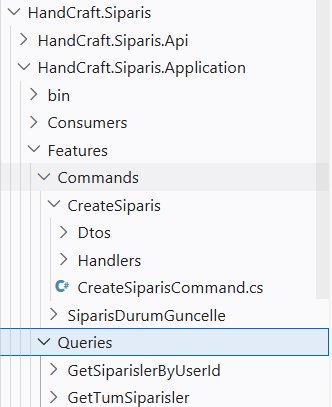 HandCraft.Siparis
HandCraft.Siparis.Api
HandCraft.Siparis.Application
bin
Consumers
Features
Commands
CreateSiparis
Dtos
Handlers
C# CreateSiparisCommand.cs
SiparisDurumGuncelle
Queries
GetSiparislerByUserId
GetTumSiparisler